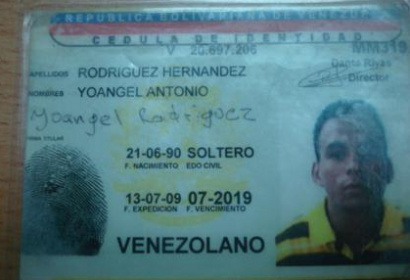 REPUBLICA BOLIVARIANA DE VENEZUELA
CEDULA DE IDENTIDAD
V 20.697.206 MM319
APELLIDOS RODRIGUEZ HERNANDEZ Dante Rivas
Director
NOMBRES YOANGEL ANTONIO
Yoangel Rodriguez
FIRMA TITULAR
21-06-90 SOLTERO
F. NACIMIENTO EDO CIVIL
13-07-09 07-2019
F. EXPEDICION F. VENCIMIENTO
VENEZOLANO